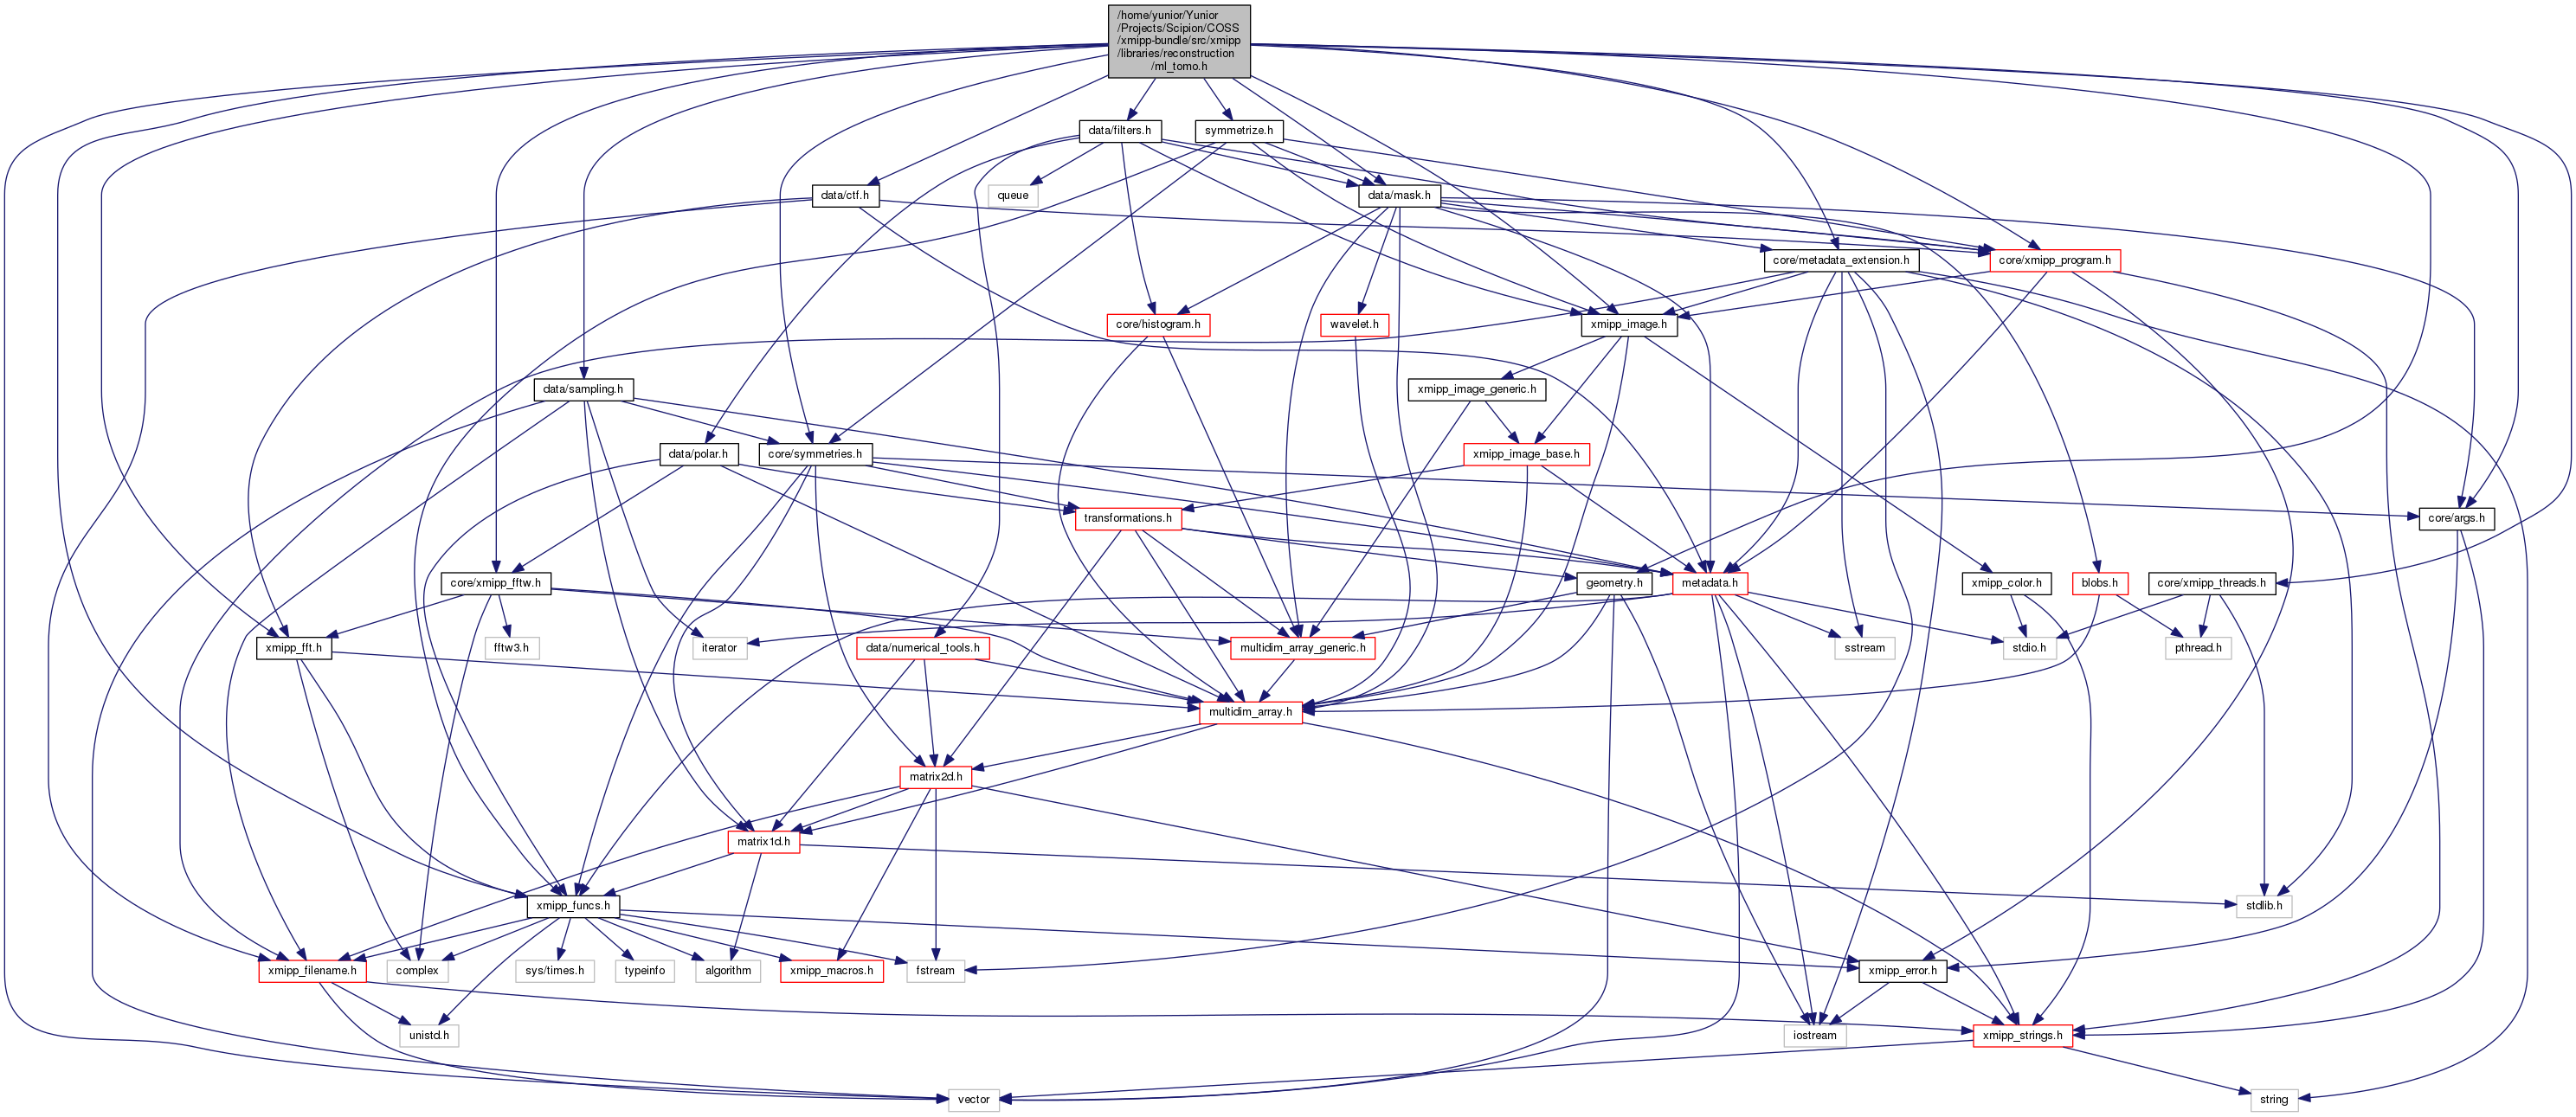 /home/yunior/Yunior
/Projects/Scipion/COSS
/xmipp-bundle/src/xmipp
/libraries/reconstruction
/ml_tomo.h
data/filters.h
symmetrize.h
data/ctf.h
queue
data/mask.h
core/metadata_extension.h
core/xmipp_program.h
core/histogram.h
wavelet.h
xmipp_image.h
data/sampling.h
xmipp_image_generic.h
data/polar.h
core/symmetries.h
xmipp_image_base.h
transformations.h
core/args.h
core/xmipp_fftw.h
geometry.h
metadata.h
xmipp_color.h
blobs.h
core/xmipp_threads.h
xmipp_fft.h
fftw3.h
iterator
data/numerical_tools.h
multidim_array_generic.h
sstream
stdio.h
pthread.h
multidim_array.h
matrix2d.h
matrix1d.h
xmipp_funcs.h
stdlib.h
xmipp_filename.h
complex
sys/times.h
typeinfo
algorithm
xmipp_macros.h
fstream
xmipp_error.h
unistd.h
iostream
xmipp_strings.h
vector
string